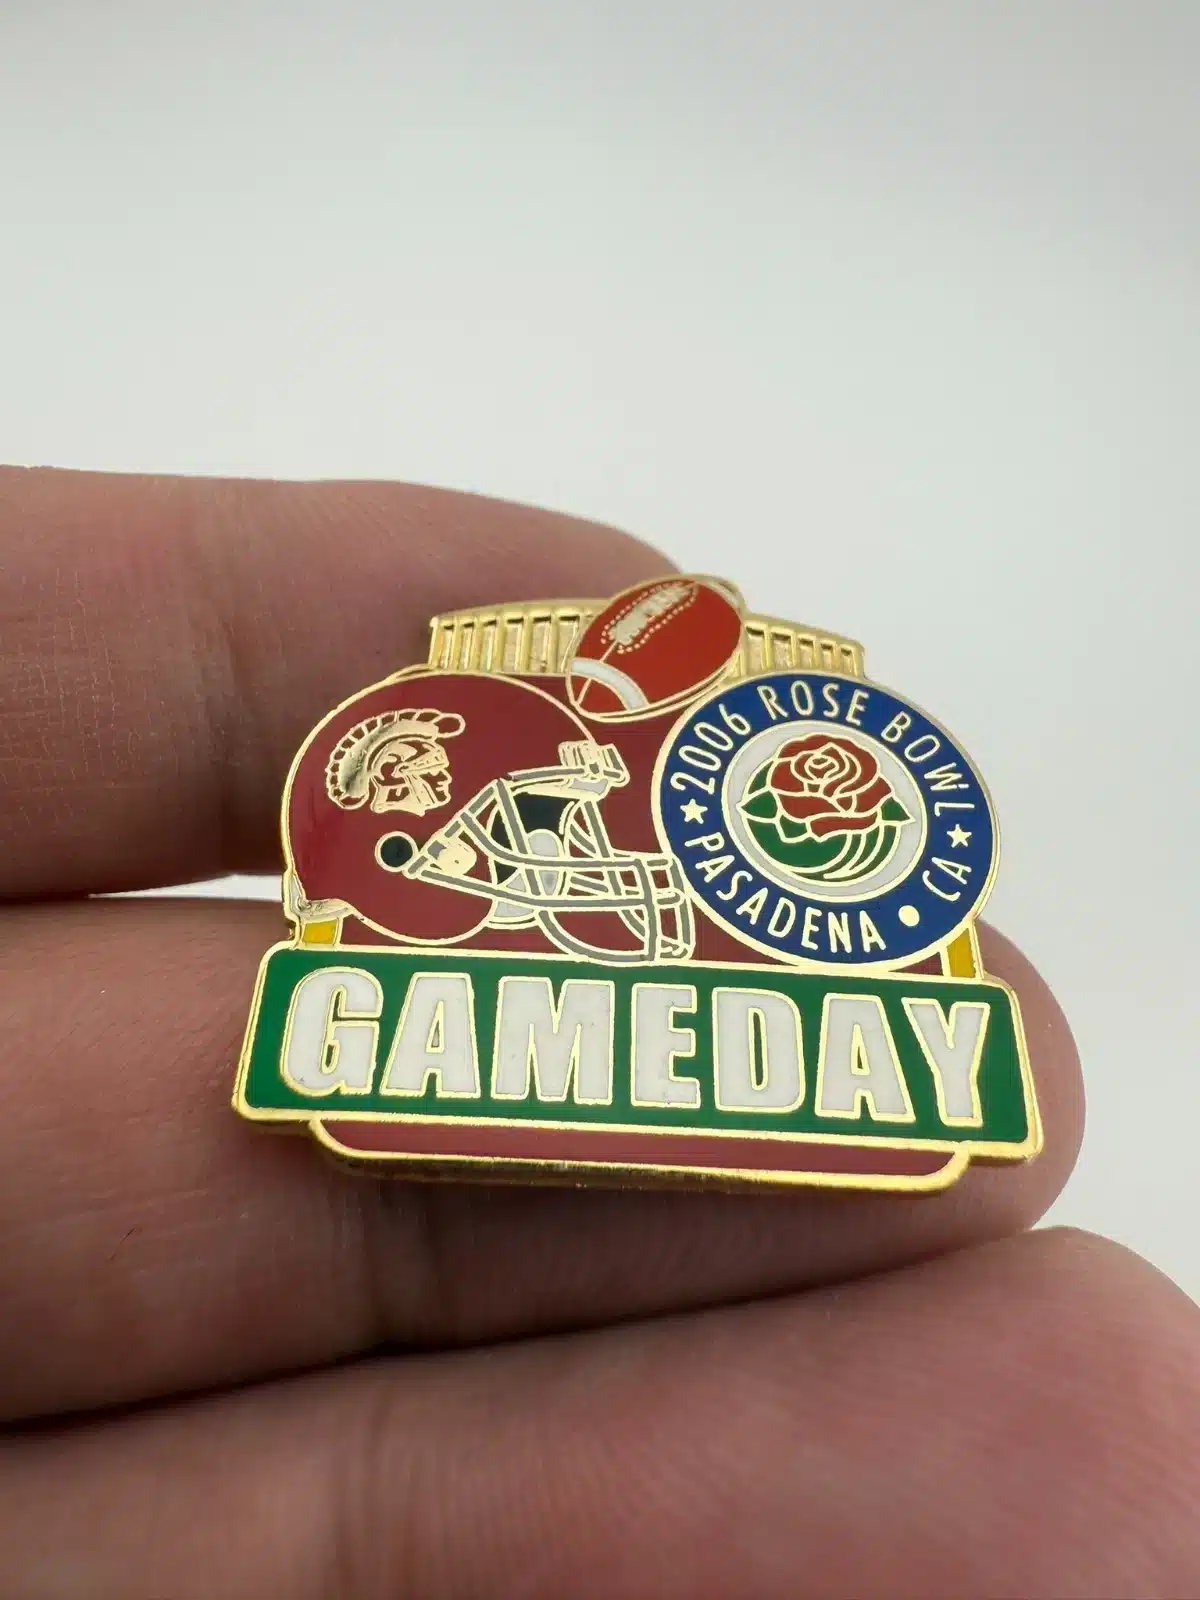 2006 ROSE BOWL
PASADENA • CA
GAMEDAY